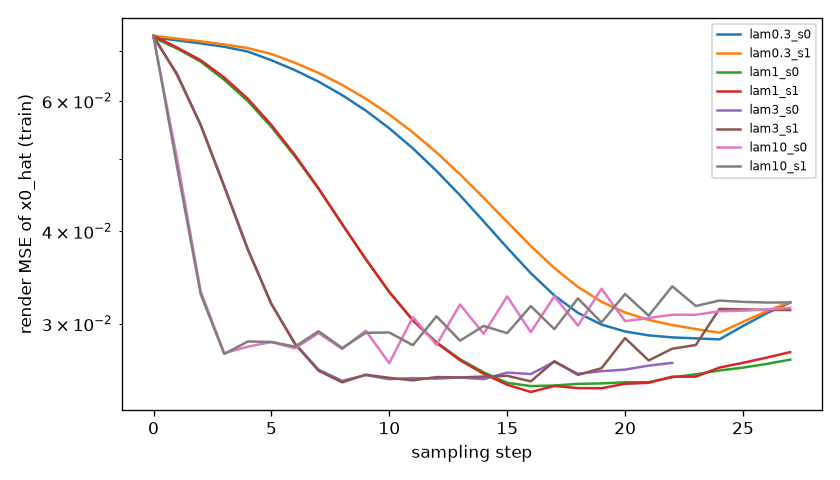 render MSE of x0_hat (train)
6 × 10⁻²
4 × 10⁻²
3 × 10⁻²
0 5 10 15 20 25
sampling step
lam0.3_s0
lam0.3_s1
lam1_s0
lam1_s1
lam3_s0
lam3_s1
lam10_s0
lam10_s1